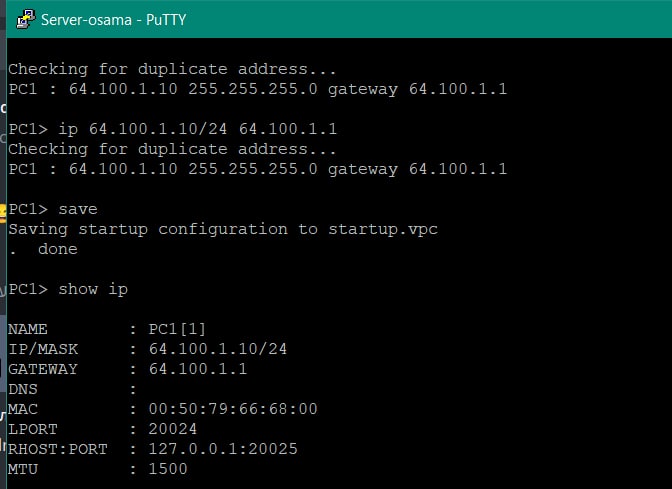 Server-osama - PuTTY
Checking for duplicate address...
PC1 : 64.100.1.10 255.255.255.0 gateway 64.100.1.1
PC1> ip 64.100.1.10/24 64.100.1.1
Checking for duplicate address...
PC1 : 64.100.1.10 255.255.255.0 gateway 64.100.1.1
PC1> save
Saving startup configuration to startup.vpc
.  done
PC1> show ip
NAME        : PC1[1]
IP/MASK     : 64.100.1.10/24
GATEWAY     : 64.100.1.1
DNS         :
MAC         : 00:50:79:66:68:00
LPORT       : 20024
RHOST:PORT  : 127.0.0.1:20025
MTU         : 1500